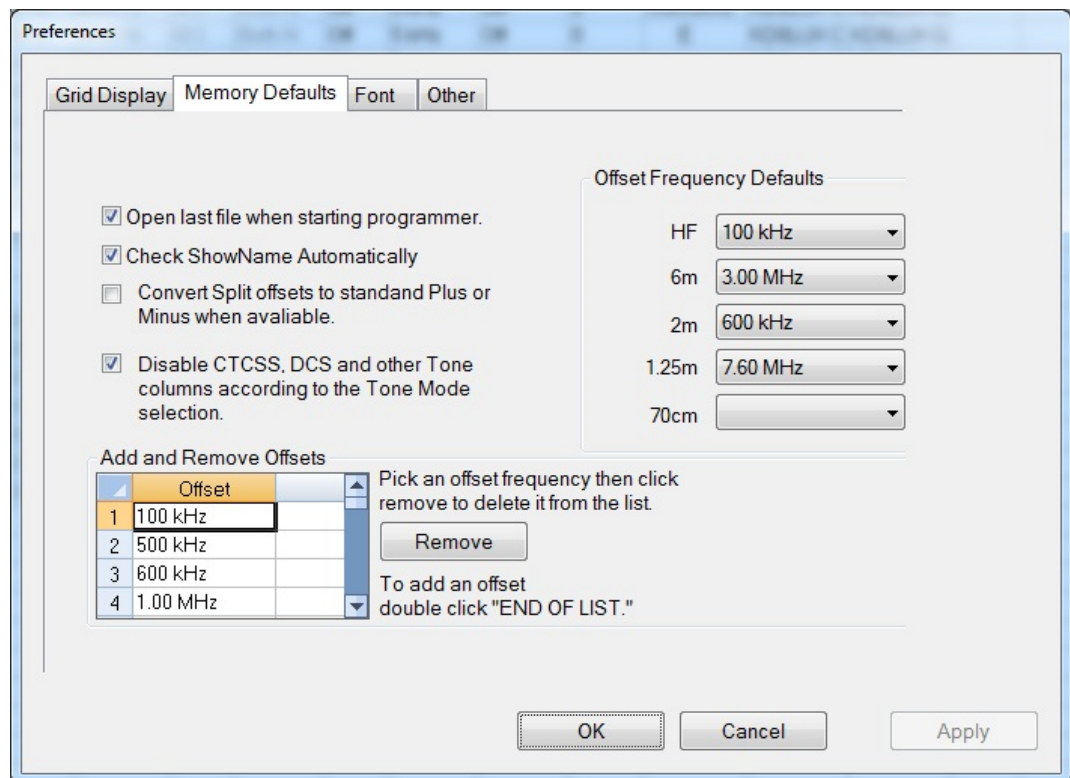 Preferences
Grid Display Memory Defaults Font Other
Offset Frequency Defaults
Open last file when starting programmer.
HF 100 kHz
Check ShowName Automatically
6m 3.00 MHz
Convert Split offsets to standand Plus or
Minus when avaliable.
2m 600 kHz
Disable CTCSS, DCS and other Tone
columns according to the Tone Mode
selection.
1.25m 7.60 MHz
70cm
Add and Remove Offsets
Offset
1 100 kHz
2 500 kHz
3 600 kHz
4 1.00 MHz
Pick an offset frequency then click
remove to delete it from the list.
Remove
To add an offset
double click "END OF LIST."
OK Cancel Apply